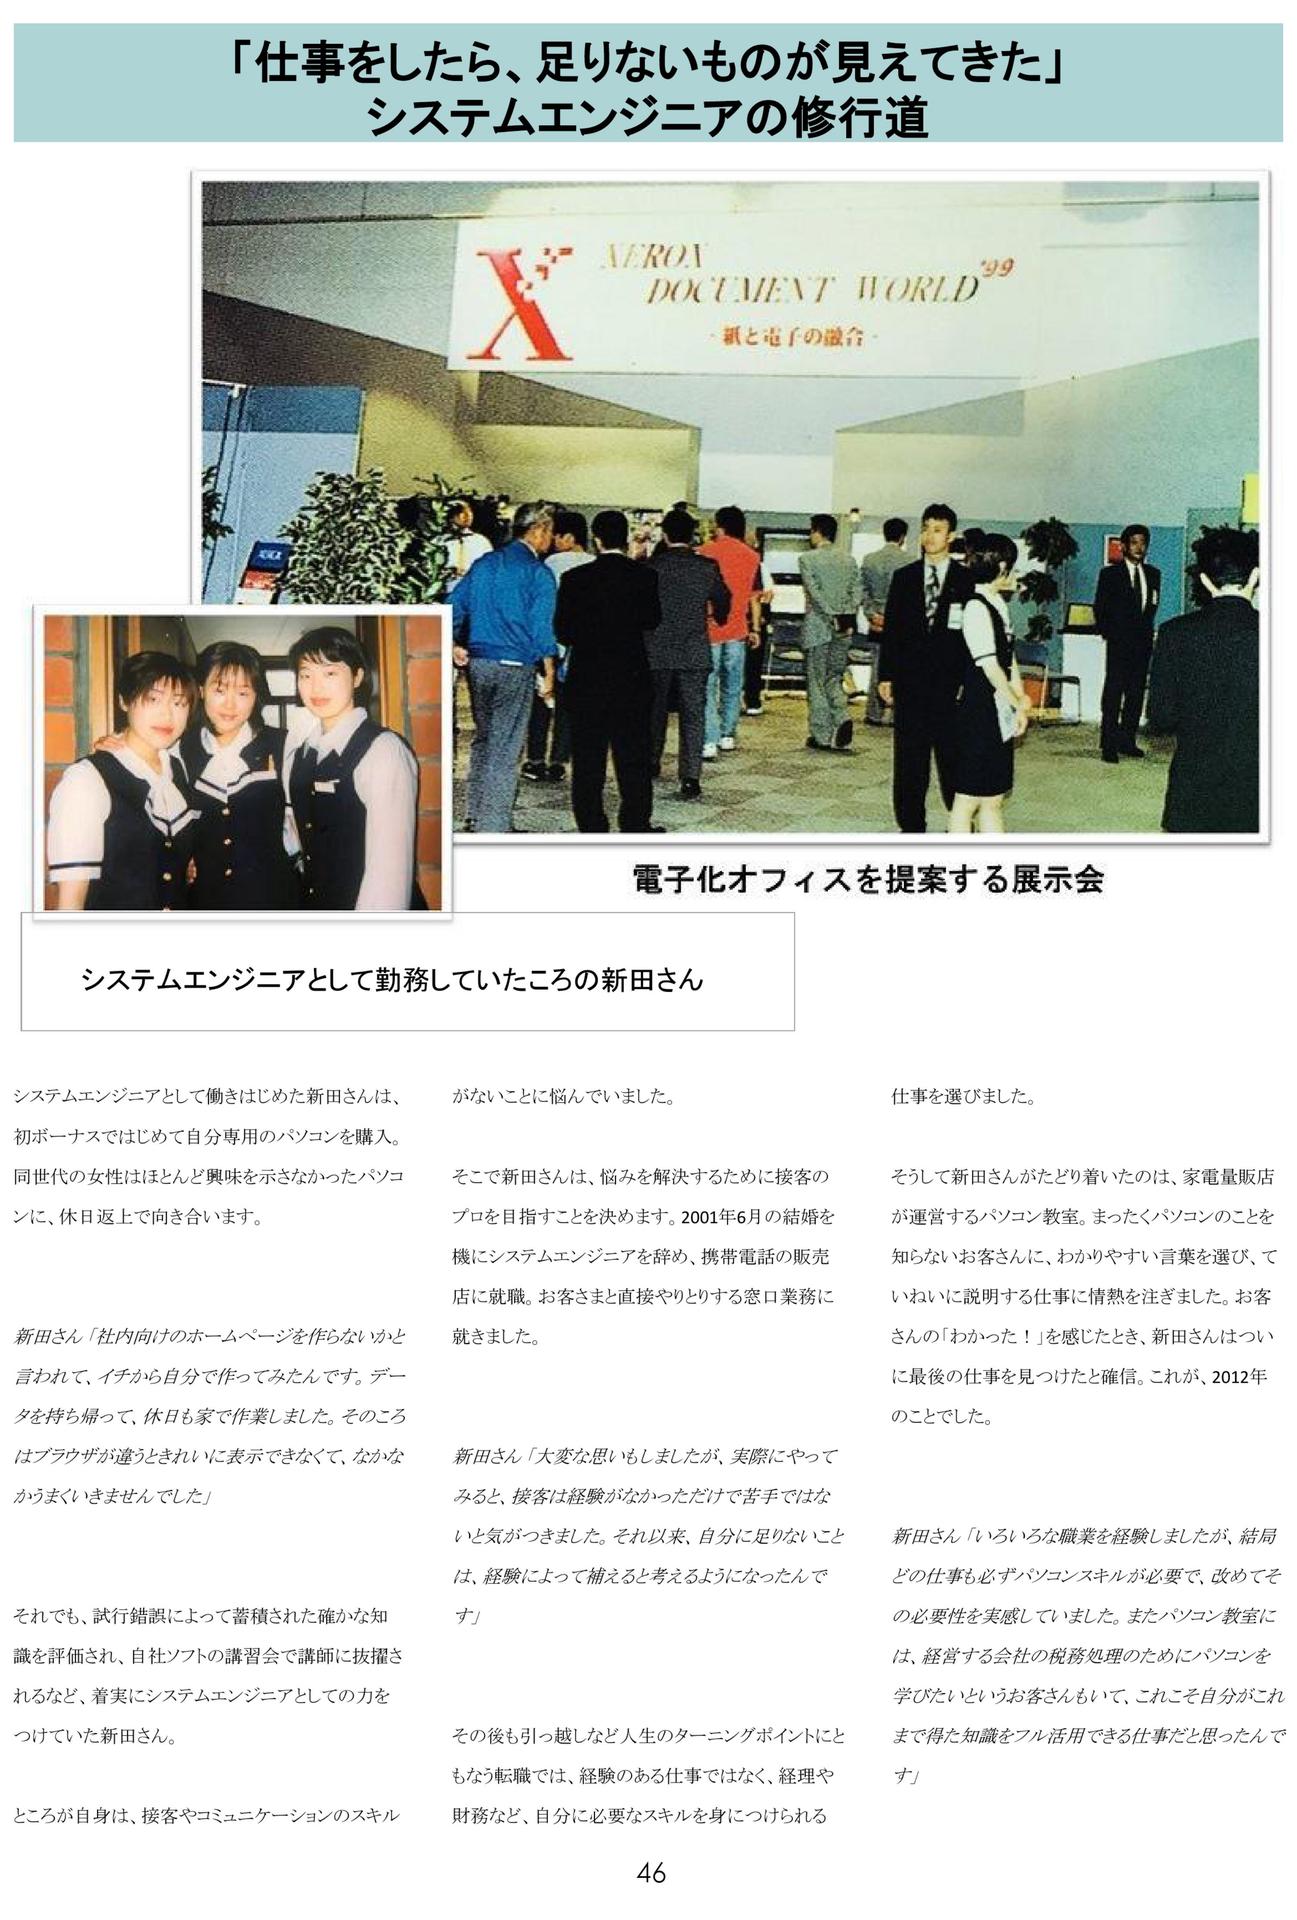 「仕事をしたら、足りないものが見えてきた」
システムエンジニアの修行道
XEROX
DOCUMENT WORLD '99
-紙と電子の融合-
電子化オフィスを提案する展示会
システムエンジニアとして勤務していたころの新田さん
システムエンジニアとして働きはじめた新田さんは、
初ボーナスではじめて自分専用のパソコンを購入。
同世代の女性はほとんど興味を示さなかったパソコ
ンに、休日返上で向き合います。
新田さん「社内向けのホームページを作らないかと
言われて、イチから自分で作ってみたんです。デー
タを持ち帰って、休日も家で作業しました。そのころ
はブラウザが違うときれいに表示できなくて、なかな
かうまくいきませんでした」
それでも、試行錯誤によって蓄積された確かな知
識を評価され、自社ソフトの講習会で講師に抜擢さ
れるなど、着実にシステムエンジニアとしての力を
つけていた新田さん。
ところが自身は、接客やコミュニケーションのスキル
がないことに悩んでいました。
そこで新田さんは、悩みを解決するために接客の
プロを目指すことを決めます。2001年6月の結婚を
機にシステムエンジニアを辞め、携帯電話の販売
店に就職。お客さまと直接やりとりする窓口業務に
就きました。
新田さん「大変な思いもしましたが、実際にやって
みると、接客は経験がなかっただけで苦手ではな
いと気がつきました。それ以来、自分に足りないこと
は、経験によって補えると考えるようになったんで
す」
その後も引っ越しなど人生のターニングポイントにと
もなう転職では、経験のある仕事ではなく、経理や
財務など、自分に必要なスキルを身につけられる
仕事を選びました。
そうして新田さんがたどり着いたのは、家電量販店
が運営するパソコン教室。まったくパソコンのことを
知らないお客さんに、わかりやすい言葉を選び、て
いねいに説明する仕事に情熱を注ぎました。お客
さんの「わかった！」を感じたとき、新田さんはつい
に最後の仕事を見つけたと確信。これが、2012年
のことでした。
新田さん「いろいろな職業を経験しましたが、結局
どの仕事も必ずパソコンスキルが必要で、改めてそ
の必要性を実感していました。またパソコン教室に
は、経営する会社の税務処理のためにパソコンを
学びたいというお客さんもいて、これこそ自分がこれ
まで得た知識をフル活用できる仕事だと思ったんで
す」
46